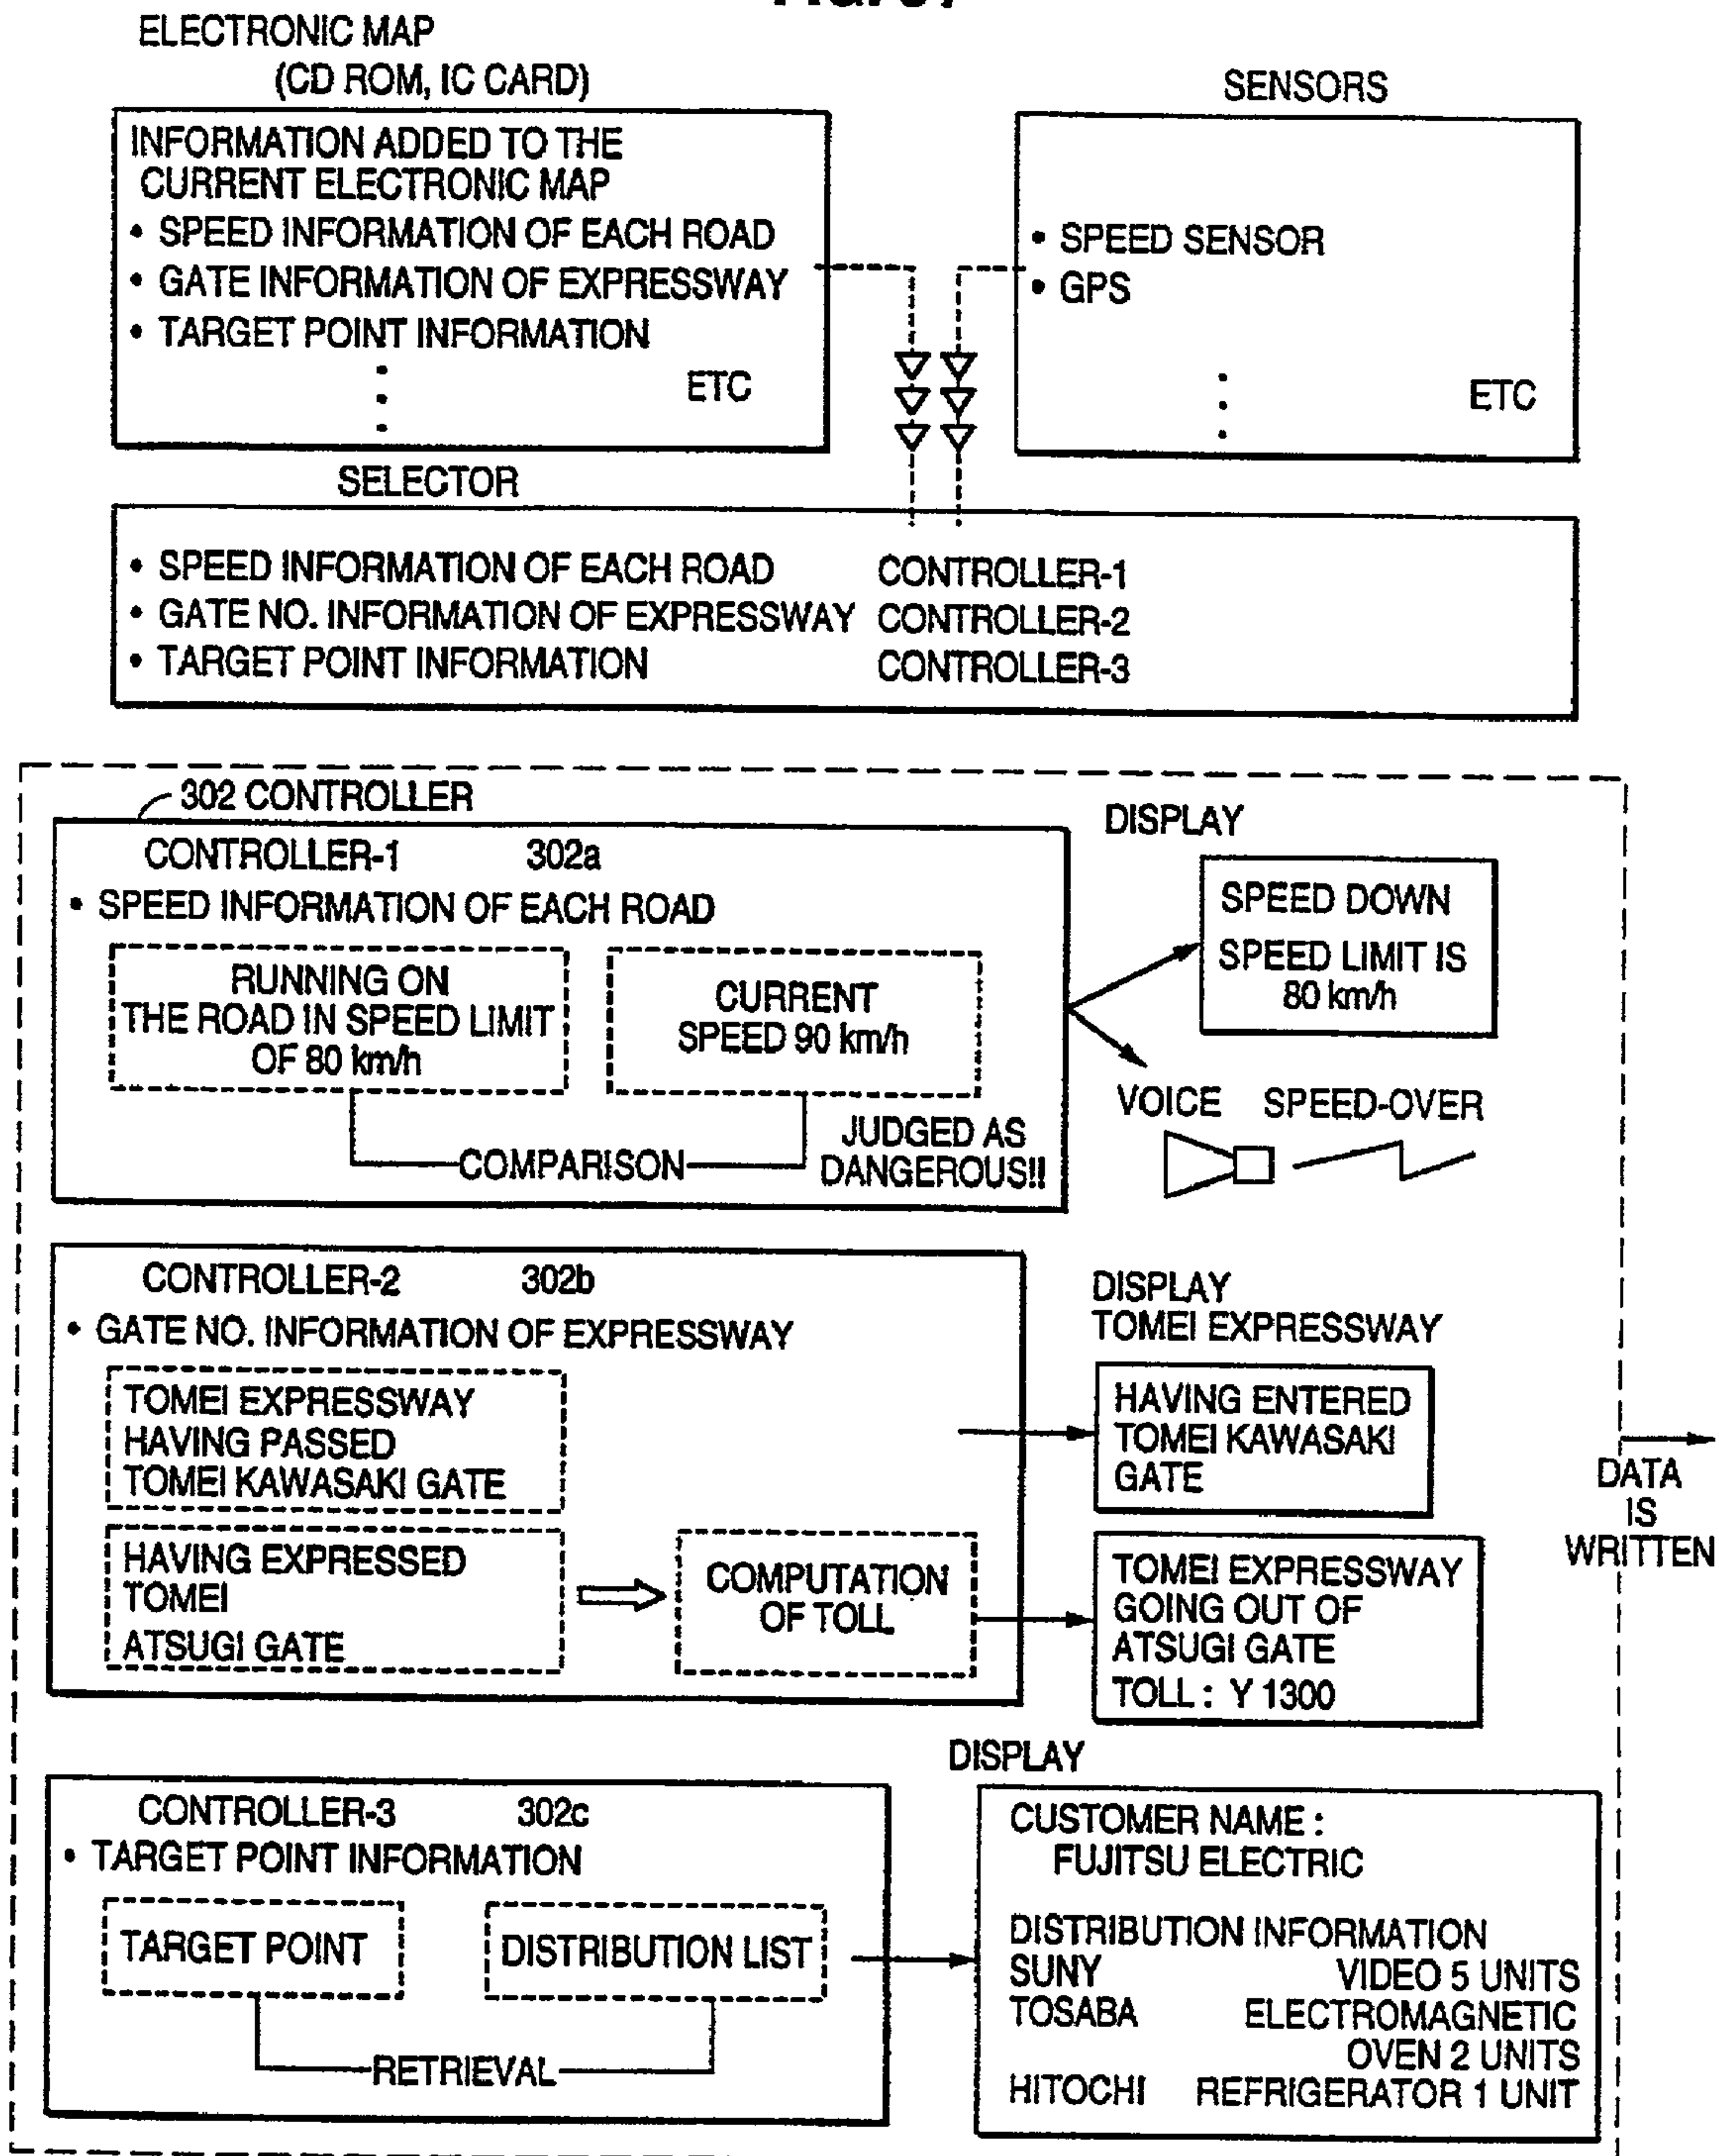 ELECTRONIC MAP
(CD ROM, IC CARD)
INFORMATION ADDED TO THE
CURRENT ELECTRONIC MAP
• SPEED INFORMATION OF EACH ROAD
• GATE INFORMATION OF EXPRESSWAY
• TARGET POINT INFORMATION
ETC
SENSORS
• SPEED SENSOR
• GPS
ETC
SELECTOR
• SPEED INFORMATION OF EACH ROAD CONTROLLER-1
• GATE NO. INFORMATION OF EXPRESSWAY CONTROLLER-2
• TARGET POINT INFORMATION CONTROLLER-3
302 CONTROLLER
CONTROLLER-1 302a
• SPEED INFORMATION OF EACH ROAD
RUNNING ON
THE ROAD IN SPEED LIMIT
OF 80 km/h
CURRENT
SPEED 90 km/h
COMPARISON
JUDGED AS
DANGEROUS!!
DISPLAY
SPEED DOWN
SPEED LIMIT IS
80 km/h
VOICE SPEED-OVER
CONTROLLER-2 302b
• GATE NO. INFORMATION OF EXPRESSWAY
TOMEI EXPRESSWAY
HAVING PASSED
TOMEI KAWASAKI GATE
HAVING EXPRESSED
TOMEI
ATSUGI GATE
COMPUTATION
OF TOLL
DISPLAY
TOMEI EXPRESSWAY
HAVING ENTERED
TOMEI KAWASAKI
GATE
TOMEI EXPRESSWAY
GOING OUT OF
ATSUGI GATE
TOLL : Y 1300
DATA
IS
WRITTEN
CONTROLLER-3 302c
• TARGET POINT INFORMATION
TARGET POINT
DISTRIBUTION LIST
RETRIEVAL
DISPLAY
CUSTOMER NAME :
FUJITSU ELECTRIC
DISTRIBUTION INFORMATION
SUNY VIDEO 5 UNITS
TOSABA ELECTROMAGNETIC
OVEN 2 UNITS
HITOCHI REFRIGERATOR 1 UNIT